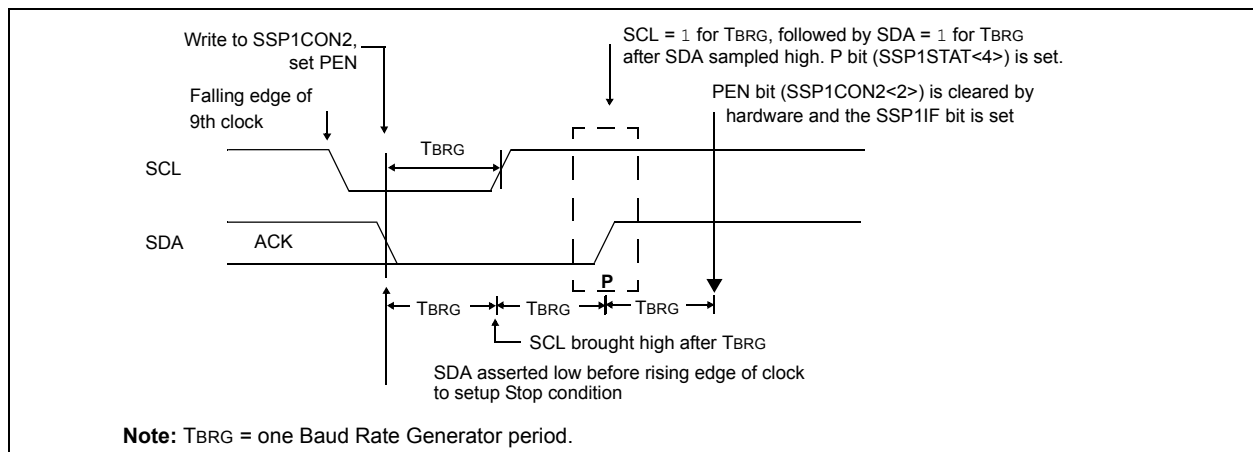 Write to SSP1CON2,
set PEN
SCL = 1 for TBRG, followed by SDA = 1 for TBRG
after SDA sampled high. P bit (SSP1STAT<4>) is set.
Falling edge of
9th clock
PEN bit (SSP1CON2<2>) is cleared by
hardware and the SSP1IF bit is set
TBRG
SCL
SDA
ACK
P
TBRG
TBRG
TBRG
SCL brought high after TBRG
SDA asserted low before rising edge of clock
to setup Stop condition
Note: TBRG = one Baud Rate Generator period.